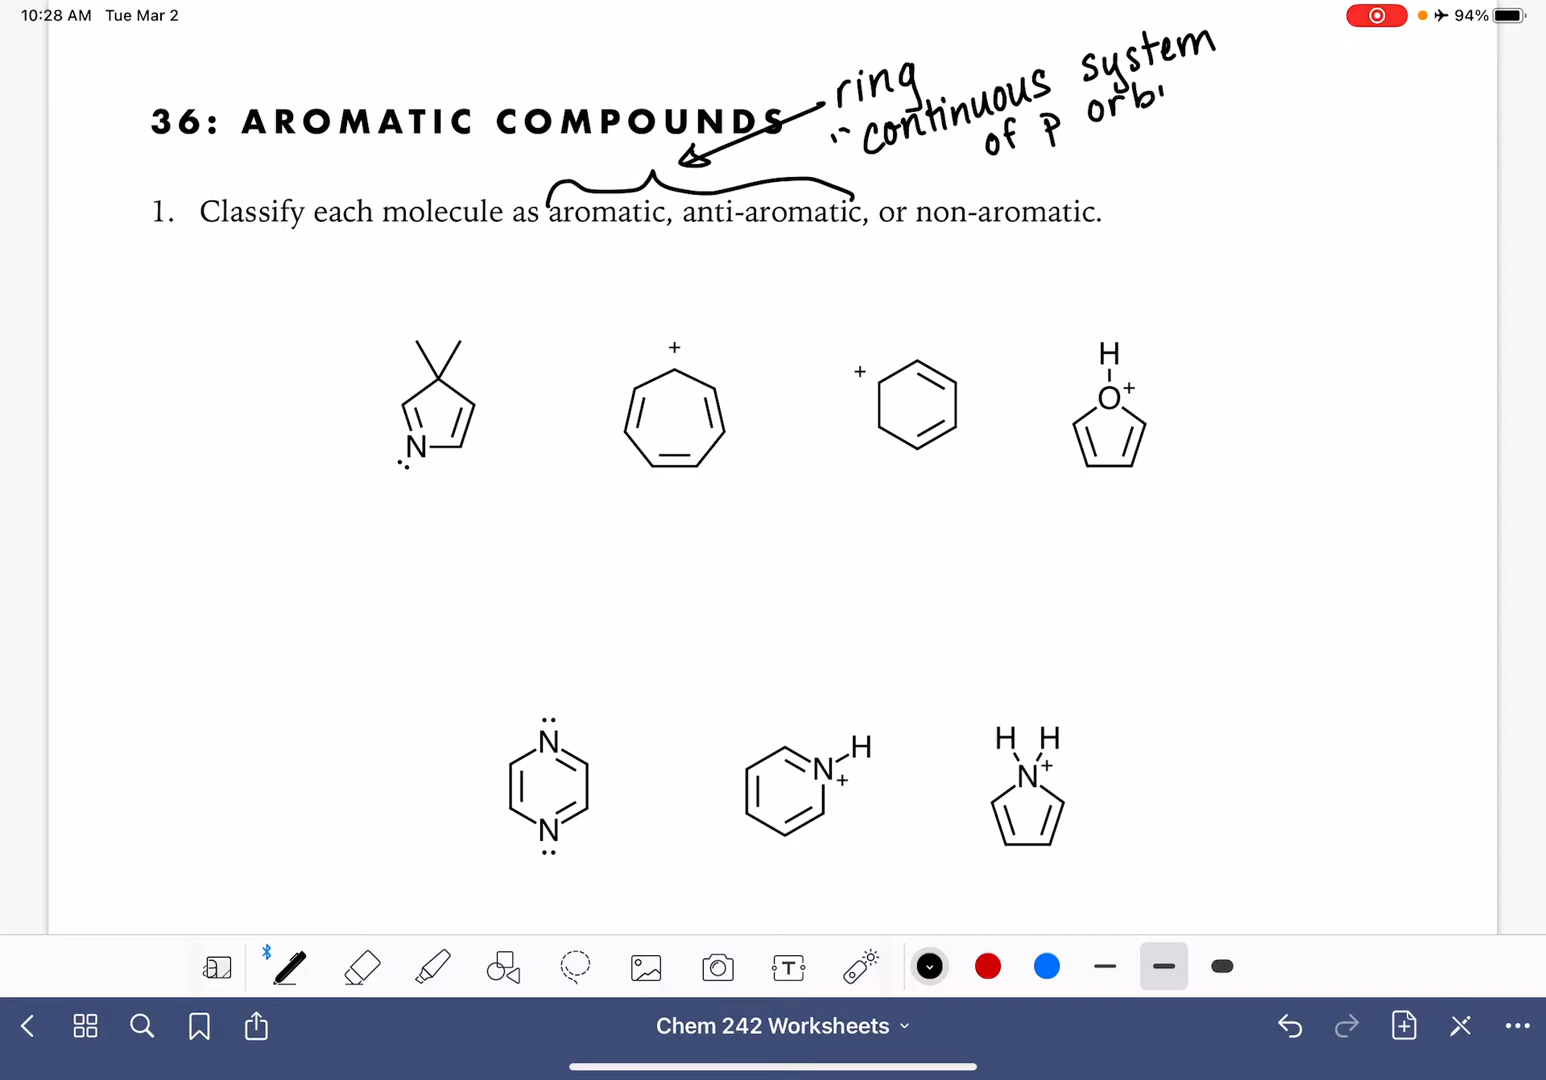 10:28 AM Tue Mar 2
94%
ring
continuous system
of p orbi
36: AROMATIC COMPOUNDS
1. Classify each molecule as aromatic, anti-aromatic, or non-aromatic.
+
+
H
O+
N
N
H
N+
H H
N+
N
T
Chem 242 Worksheets